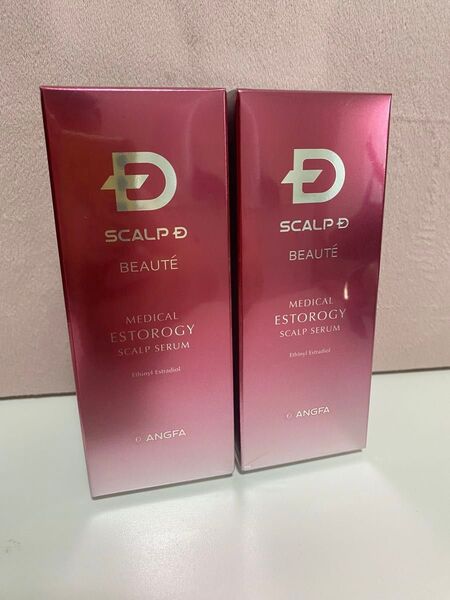 Đ
SCALP Đ
BEAUTÉ
MEDICAL
ESTOROGY
SCALP SERUM
Ethinyl Estradiol
ANGFA
Đ
SCALP Đ
BEAUTÉ
MEDICAL
ESTOROGY
SCALP SERUM
Ethinyl Estradiol
ANGFA